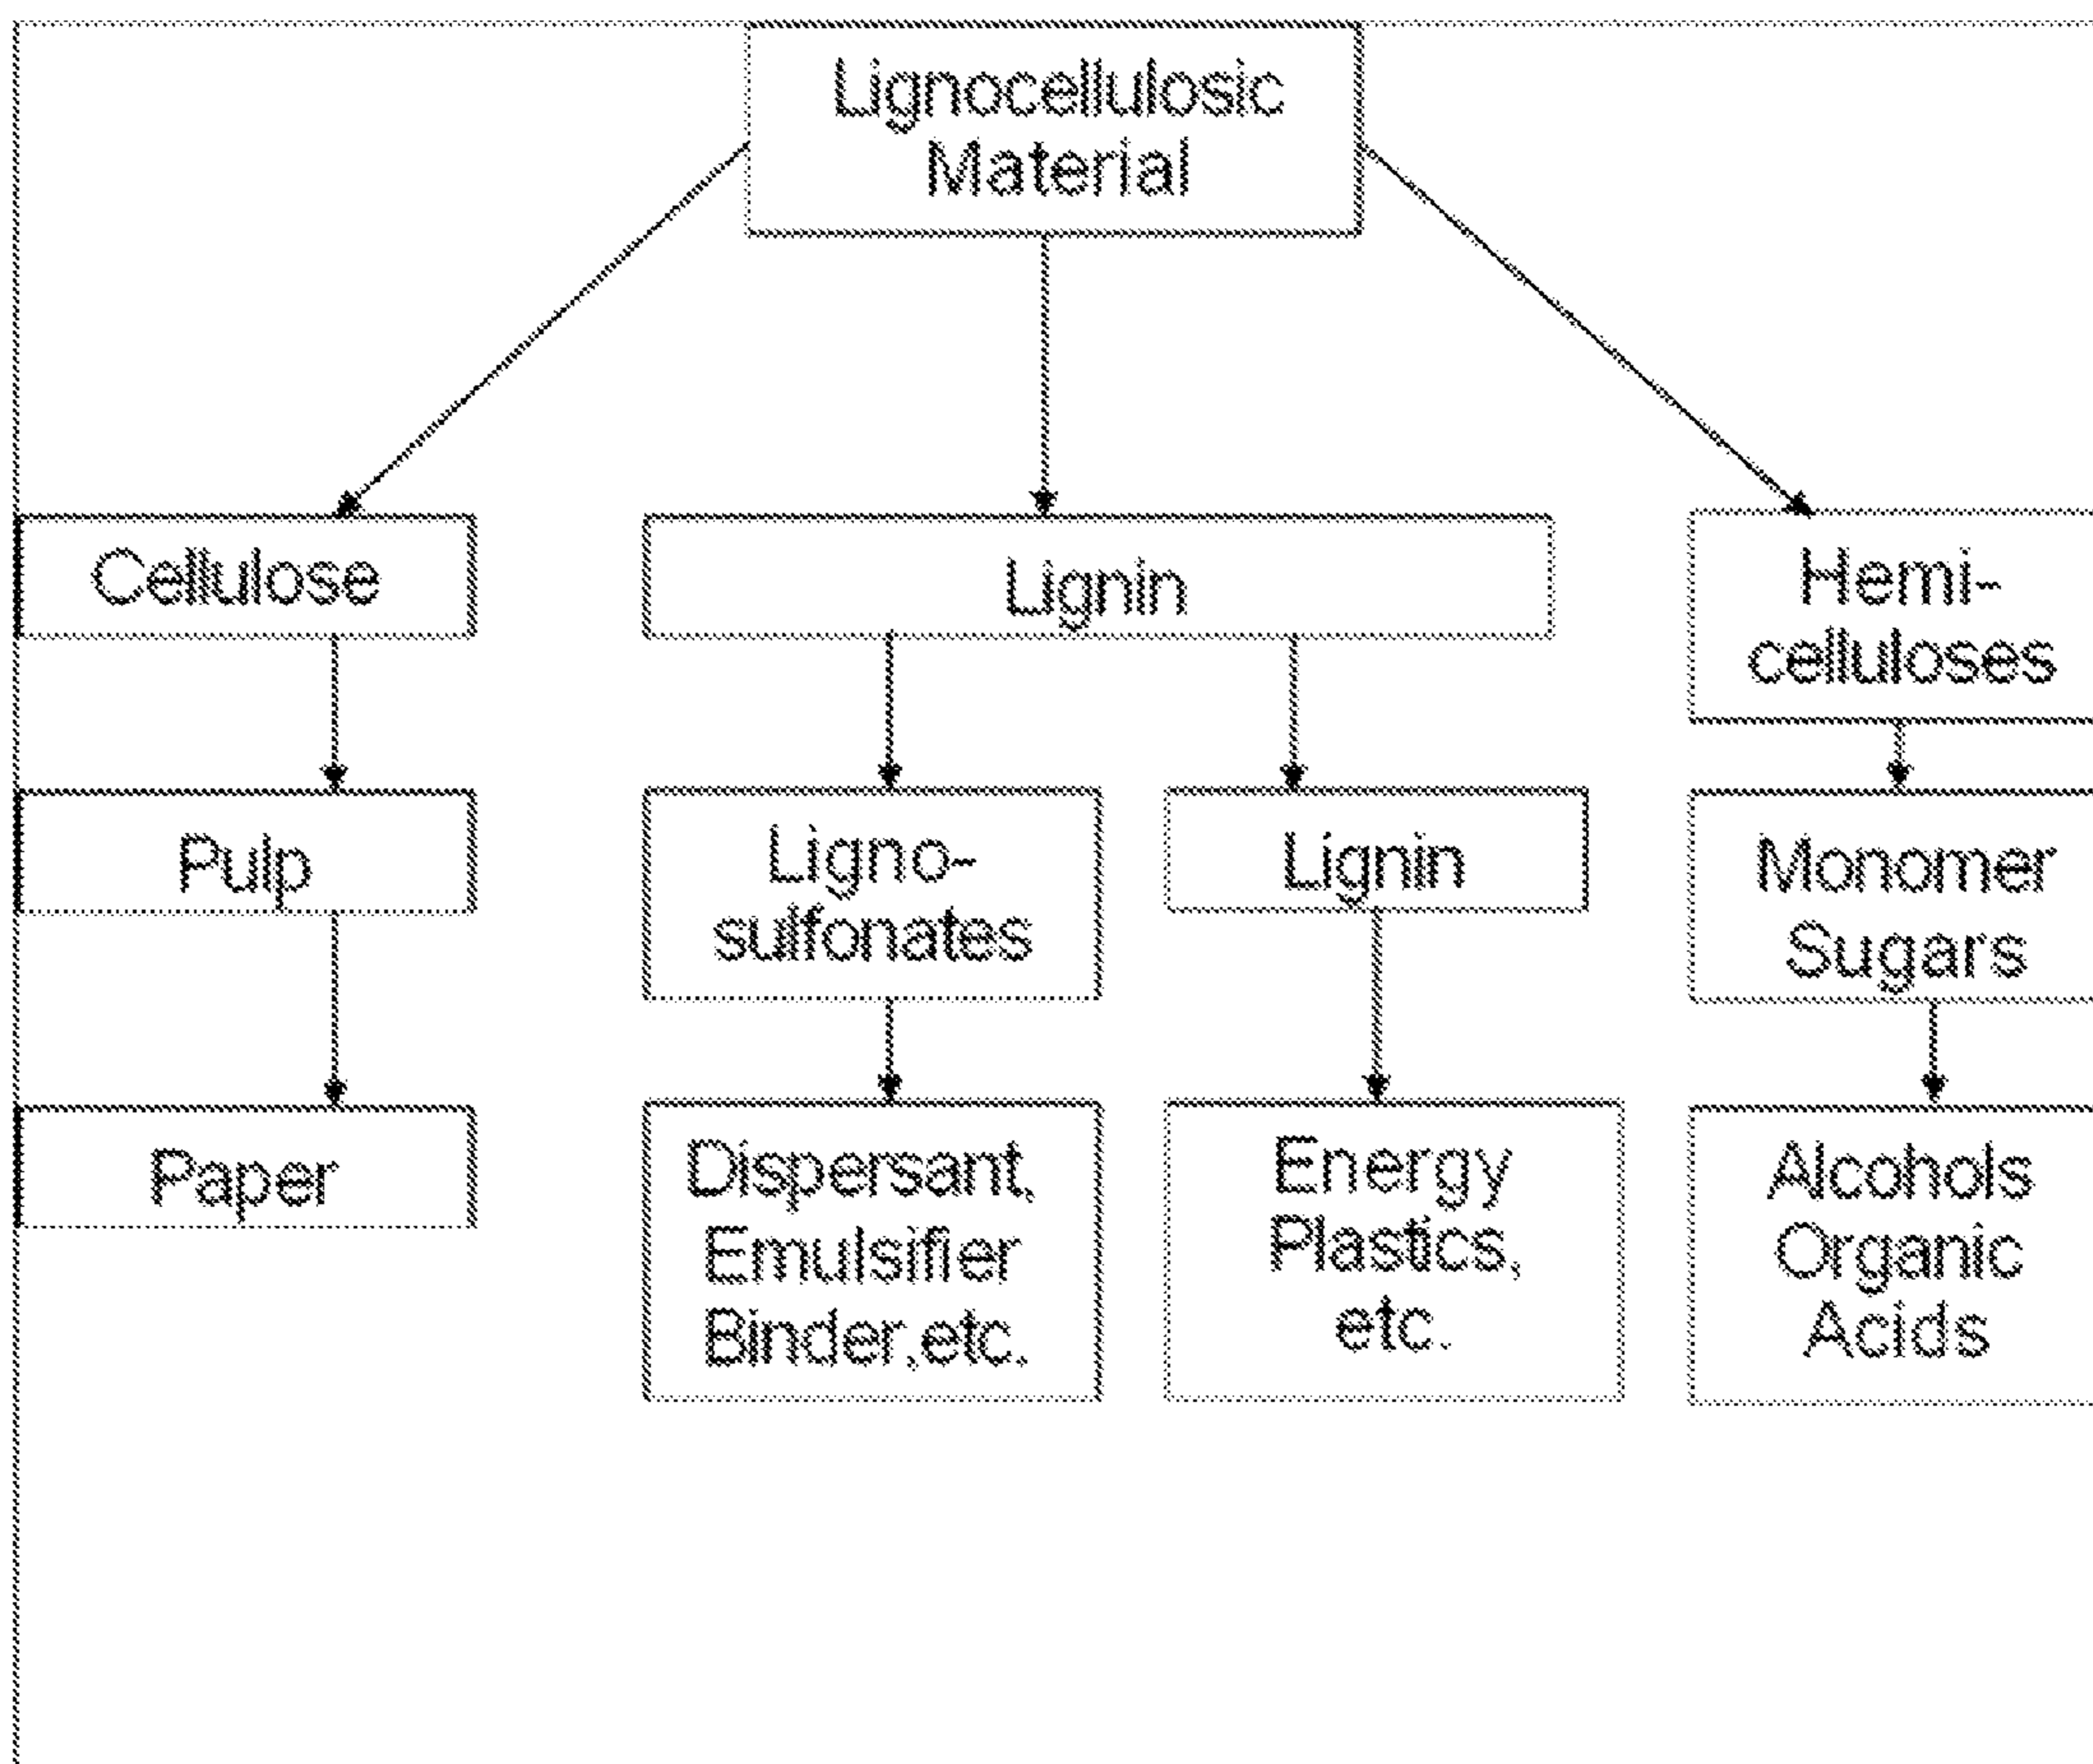 Lignocellulosic
Material
Cellulose
Lignin
Hemi-
celluloses
Pulp
Ligno-
sulfonates
Lignin
Monomer
Sugars
Paper
Dispersant,
Emulsifier
Binder,etc.
Energy
Plastics,
etc.
Alcohols
Organic
Acids